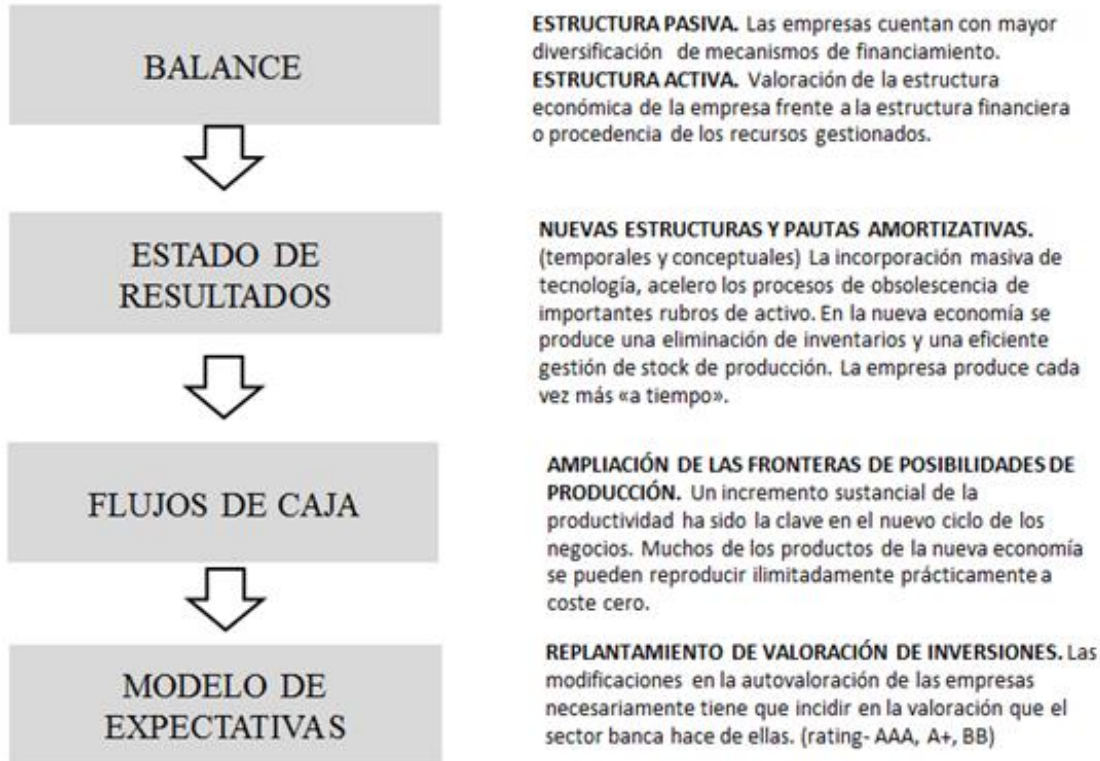 BALANCE
ESTRUCTURA PASIVA. Las empresas cuentan con mayor
diversificación de mecanismos de financiamiento.
ESTRUCTURA ACTIVA. Valoración de la estructura
económica de la empresa frente a la estructura financiera
o procedencia de los recursos gestionados.
ESTADO DE
RESULTADOS
NUEVAS ESTRUCTURAS Y PAUTAS AMORTIZATIVAS.
(temporales y conceptuales) La incorporación masiva de
tecnología, acelero los procesos de obsolescencia de
importantes rubros de activo. En la nueva economía se
produce una eliminación de inventarios y una eficiente
gestión de stock de producción. La empresa produce cada
vez más «a tiempo».
FLUJOS DE CAJA
AMPLIACIÓN DE LAS FRONTERAS DE POSIBILIDADES DE
PRODUCCIÓN. Un incremento sustancial de la
productividad ha sido la clave en el nuevo ciclo de los
negocios. Muchos de los productos de la nueva economía
se pueden reproducir ilimitadamente prácticamente a
coste cero.
MODELO DE
EXPECTATIVAS
REPLANTAMIENTO DE VALORACIÓN DE INVERSIONES. Las
modificaciones en la autovaloración de las empresas
necesariamente tiene que incidir en la valoración que el
sector banca hace de ellas. (rating- AAA, A+, BB)